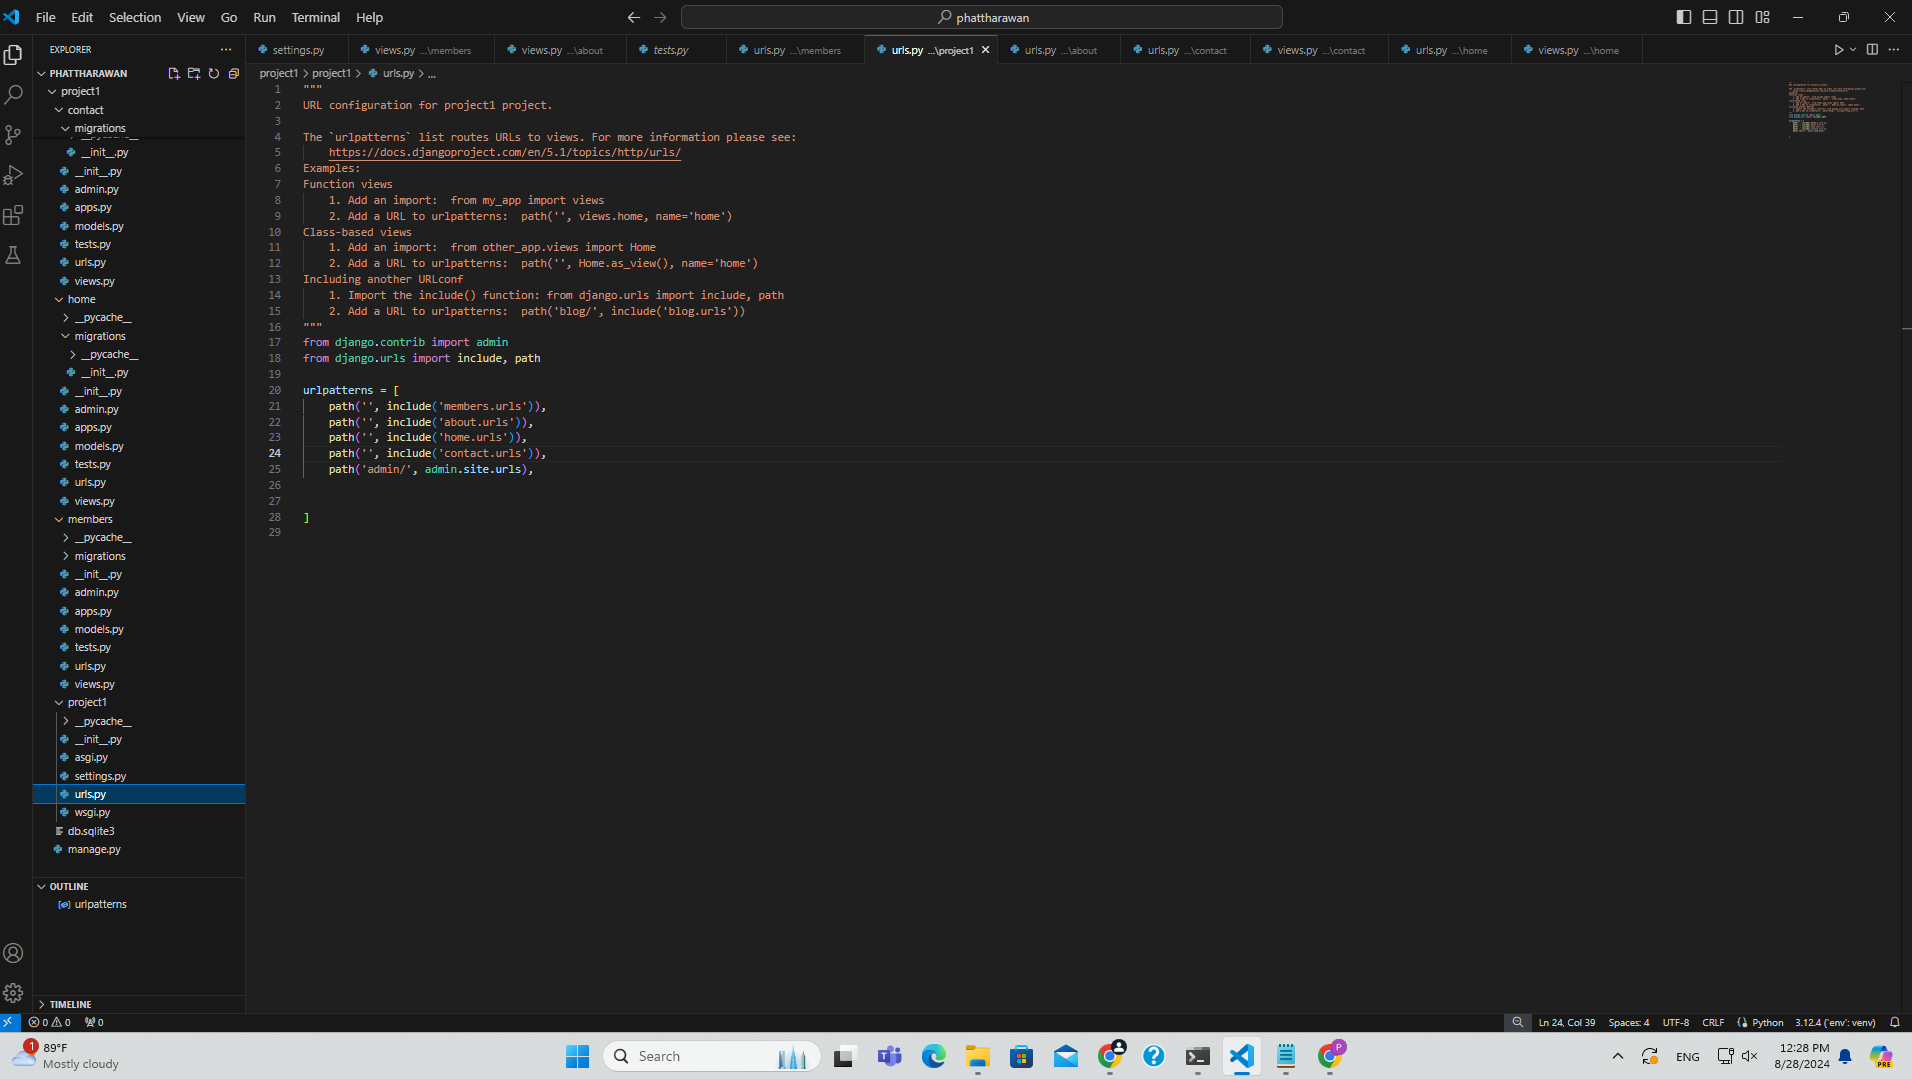 File Edit Selection View Go Run Terminal Help
phattharawan
EXPLORER
settings.py
views.py ...\members
views.py ...\about
tests.py
urls.py ...\members
urls.py ...\project1
urls.py ...\about
urls.py ...\contact
views.py ...\contact
urls.py ...\home
views.py ...\home
PHATTHARAWAN
project1
contact
migrations
__init__.py
__init__.py
admin.py
apps.py
models.py
tests.py
urls.py
views.py
home
__pycache__
migrations
__pycache__
__init__.py
__init__.py
admin.py
apps.py
models.py
tests.py
urls.py
views.py
members
__pycache__
migrations
__init__.py
admin.py
apps.py
models.py
tests.py
urls.py
views.py
project1
__pycache__
__init__.py
asgi.py
settings.py
urls.py
wsgi.py
db.sqlite3
manage.py
OUTLINE
urlpatterns
TIMELINE
project1 > project1 > urls.py > ...
1 """
2 URL configuration for project1 project.
3
4 The `urlpatterns` list routes URLs to views. For more information please see:
5 https://docs.djangoproject.com/en/5.1/topics/http/urls/
6 Examples:
7 Function views
8 1. Add an import:  from my_app import views
9 2. Add a URL to urlpatterns:  path('', views.home, name='home')
10 Class-based views
11 1. Add an import:  from other_app.views import Home
12 2. Add a URL to urlpatterns:  path('', Home.as_view(), name='home')
13 Including another URLconf
14 1. Import the include() function: from django.urls import include, path
15 2. Add a URL to urlpatterns:  path('blog/', include('blog.urls'))
16 """
17 from django.contrib import admin
18 from django.urls import include, path
19
20 urlpatterns = [
21 path('', include('members.urls')),
22 path('', include('about.urls')),
23 path('', include('home.urls')),
24 path('', include('contact.urls')),
25 path('admin/', admin.site.urls),
26
27
28 ]
29
0 0 0
Ln 24, Col 39 Spaces: 4 UTF-8 CRLF Python 3.12.4 ('env': venv)
1
89°F
Mostly cloudy
Search
P
ENG
12:28 PM
8/28/2024
PRE